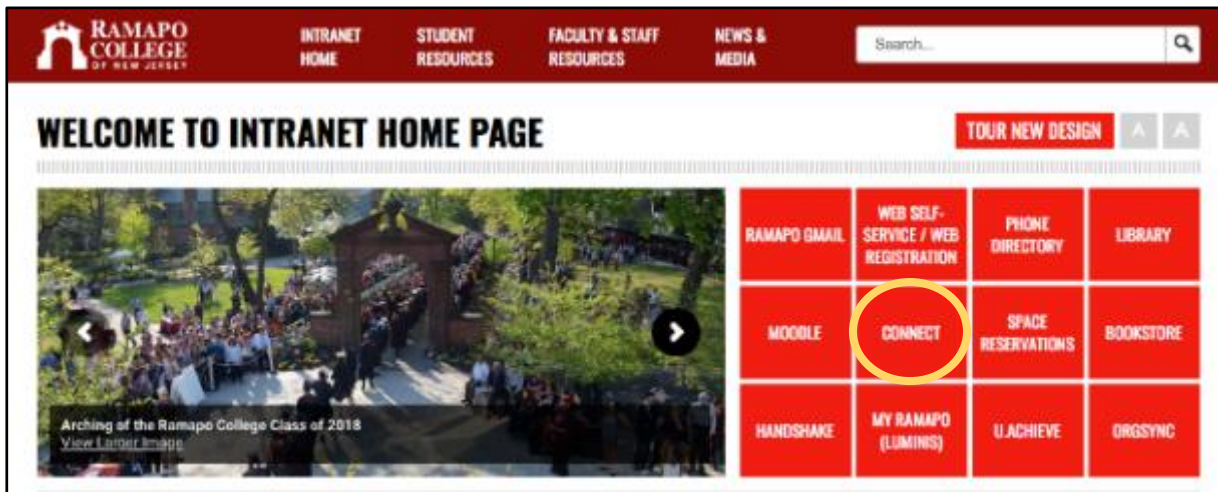 RAMAPO
COLLEGE
OF NEW JERSEY
INTRANET
HOME
STUDENT
RESOURCES
FACULTY & STAFF
RESOURCES
NEWS &
MEDIA
Search...
WELCOME TO INTRANET HOME PAGE
TOUR NEW DESIGN
A
A
RAMAPO GMAIL
WEB SELF-
SERVICE / WEB
REGISTRATION
PHONE
DIRECTORY
LIBRARY
MOODLE
CONNECT
SPACE
RESERVATIONS
BOOKSTORE
HANDSHAKE
MY RAMAPO
(LUMINIS)
U.ACHIEVE
ORGSYNC
Arching of the Ramapo College Class of 2018
View Larger Image